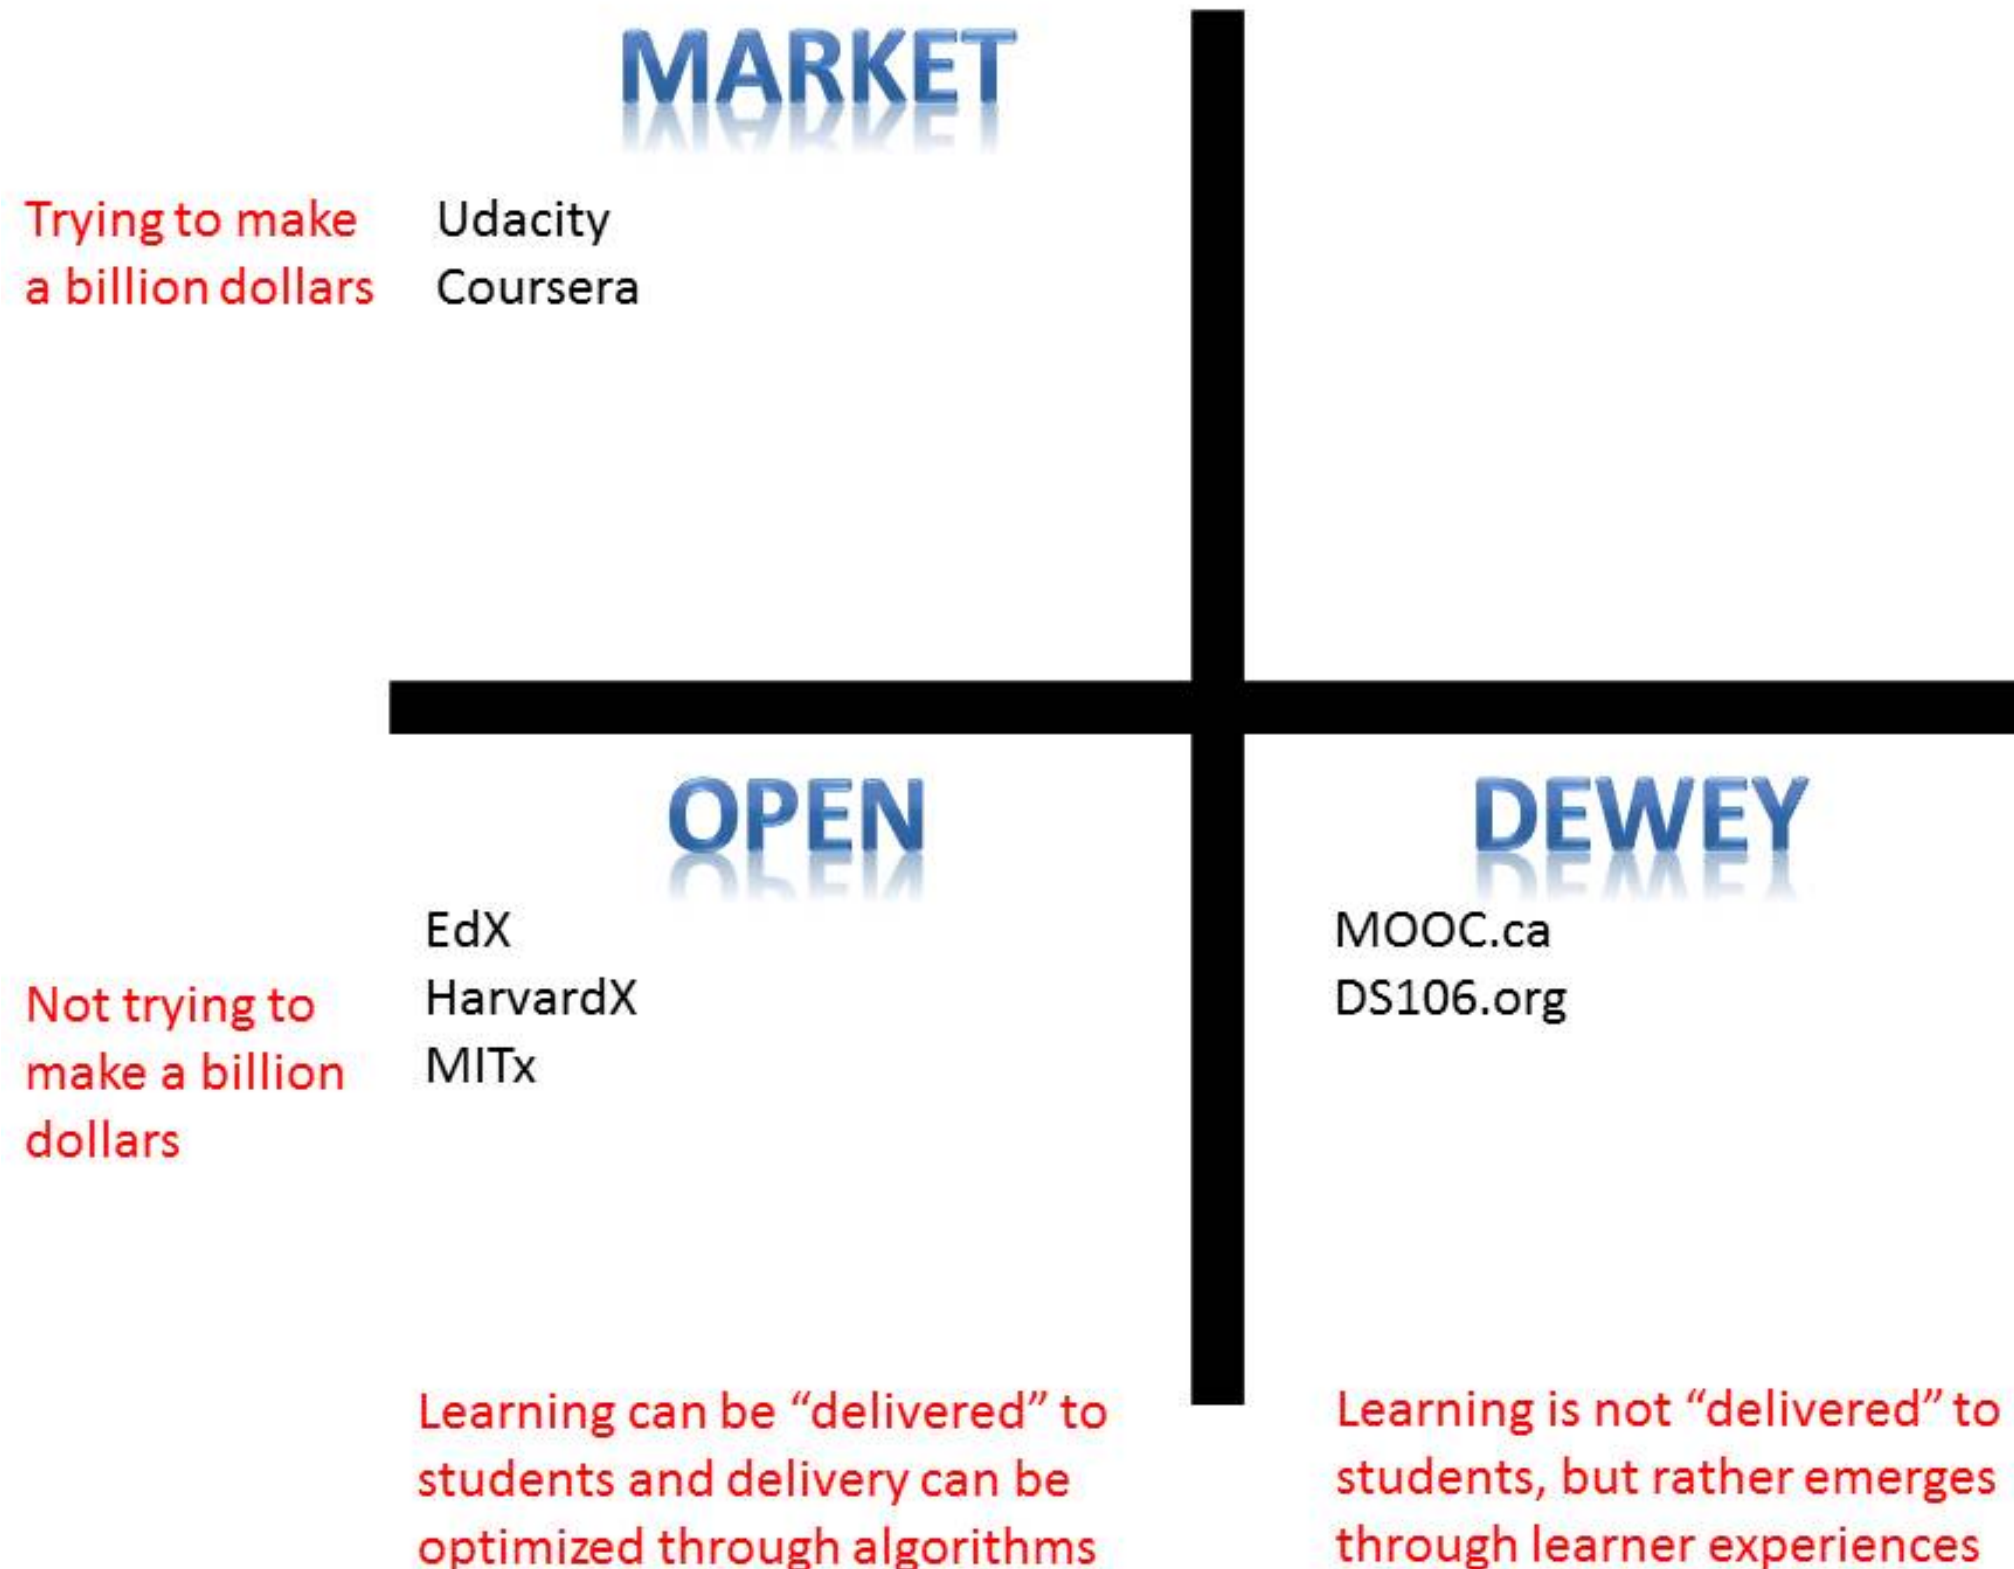 MARKET
Trying to make
a billion dollars
Udacity
Coursera
OPEN
DEWEY
Not trying to
make a billion
dollars
EdX
HarvardX
MITx
MOOC.ca
DS106.org
Learning can be “delivered” to
students and delivery can be
optimized through algorithms
Learning is not “delivered” to
students, but rather emerges
through learner experiences